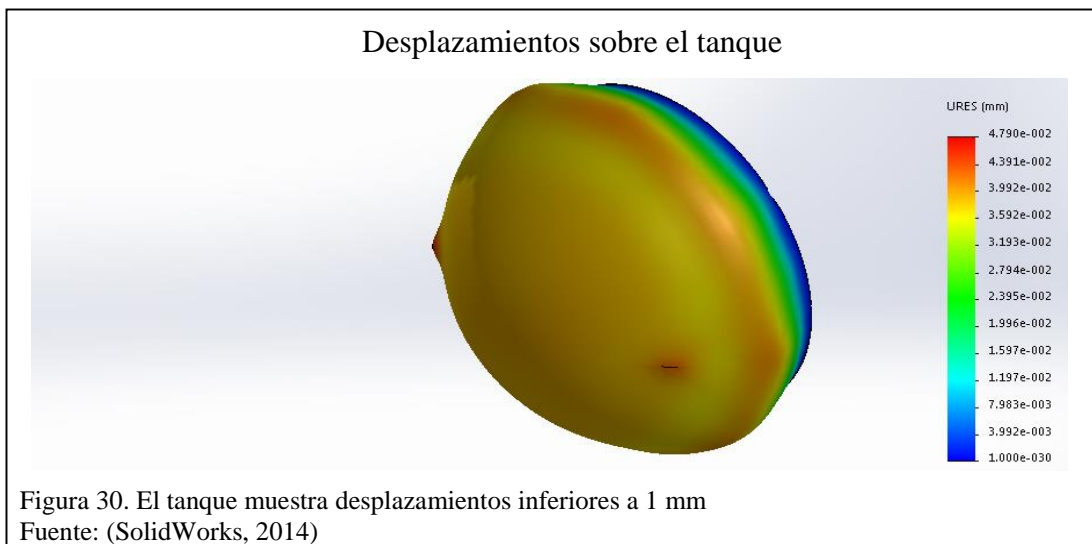 Desplazamientos sobre el tanque
URES (mm)
4.790e-002
4.391e-002
3.992e-002
3.592e-002
3.193e-002
2.794e-002
2.395e-002
1.996e-002
1.597e-002
1.197e-002
7.983e-003
3.992e-003
1.000e-030
Figura 30. El tanque muestra desplazamientos inferiores a 1 mm
Fuente: (SolidWorks, 2014)